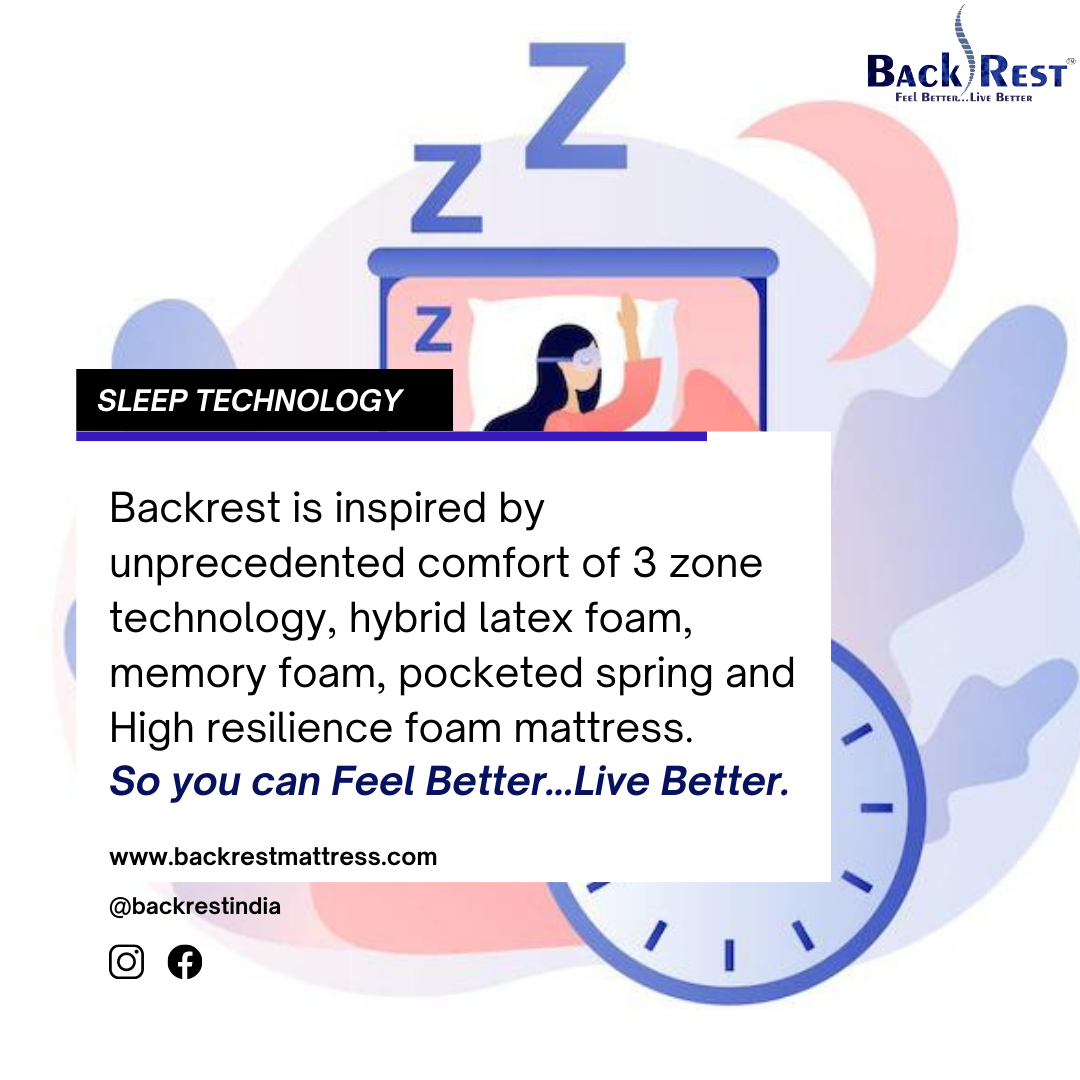 Z
Z
Z
BACK REST™
FEEL BETTER...LIVE BETTER
SLEEP TECHNOLOGY
Backrest is inspired by
unprecedented comfort of 3 zone
technology, hybrid latex foam,
memory foam, pocketed spring and
High resilience foam mattress.
So you can Feel Better...Live Better.
www.backrestmattress.com
@backrestindia